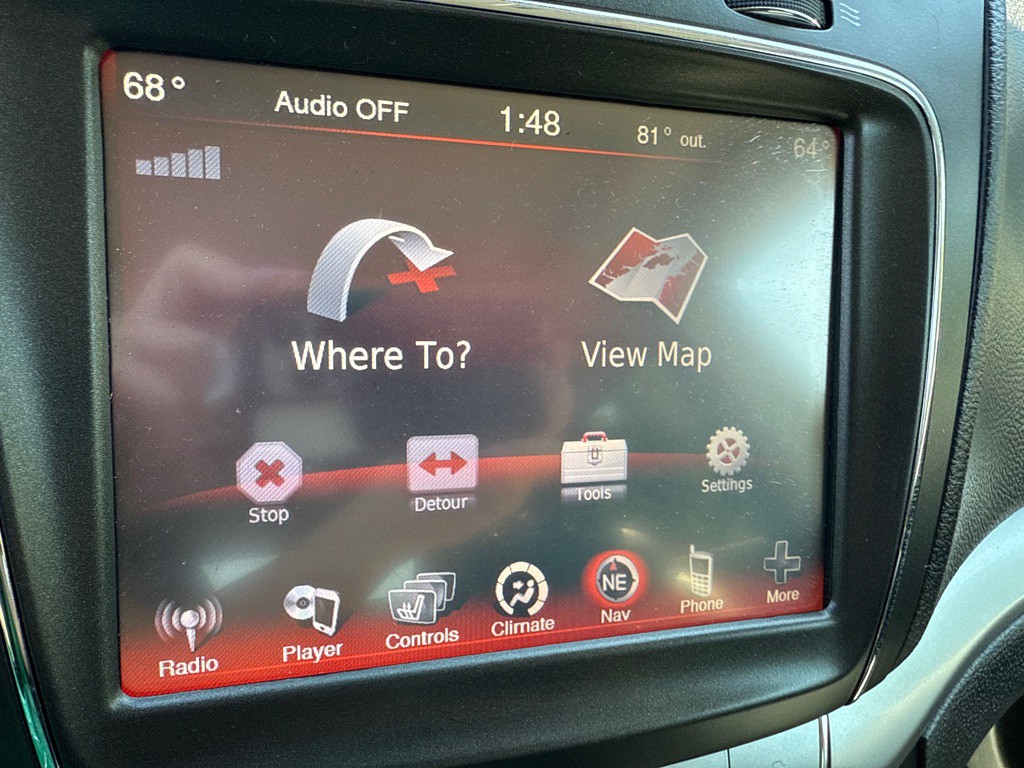 68°
Audio OFF
1:48
81° out.
64°
Where To?
View Map
Stop
Detour
Tools
Settings
Radio
Player
Controls
Climate
NE
Nav
Phone
More